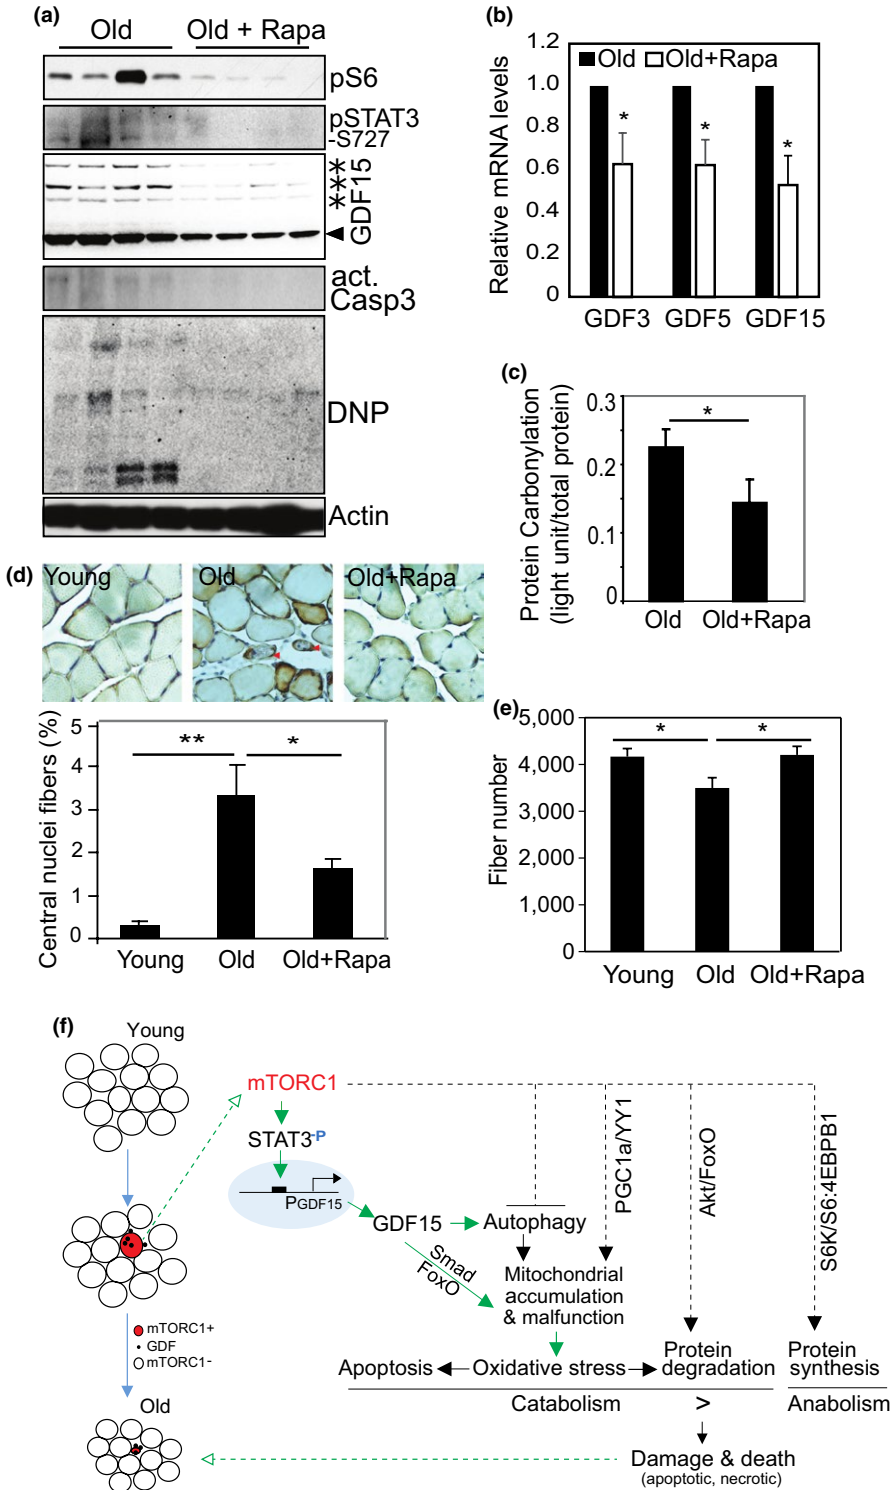 (a)
Old
Old + Rapa
pS6
pSTAT3
-S727
***
GDF15
act.
Casp3
DNP
Actin
(b)
1.2
1.0
0.8
0.6
0.4
0.2
0
Relative mRNA levels
Old
Old+Rapa
*
*
*
GDF3
GDF5
GDF15
(c)
0.3
0.2
0.1
0
Protein Carbonylation
(light unit/total protein)
*
Old
Old+Rapa
(d)
Young
Old
Old+Rapa
5
4
3
2
1
0
Central nuclei fibers (%)
**
*
Young
Old
Old+Rapa
(e)
5,000
4,000
3,000
2,000
1,000
0
Fiber number
*
*
Young
Old
Old+Rapa
(f)
Young
mTORC1
STAT3-P
PGDF15
GDF15
Autophagy
PGC1a/YY1
Akt/FoxO
S6K/S6:4EBPB1
Smad
FoxO
Mitochondrial
accumulation
& malfunction
mTORC1+
GDF
mTORC1-
Apoptosis
Oxidative stress
Protein
degradation
Protein
synthesis
Catabolism
>
Anabolism
Old
Damage & death
(apoptotic, necrotic)